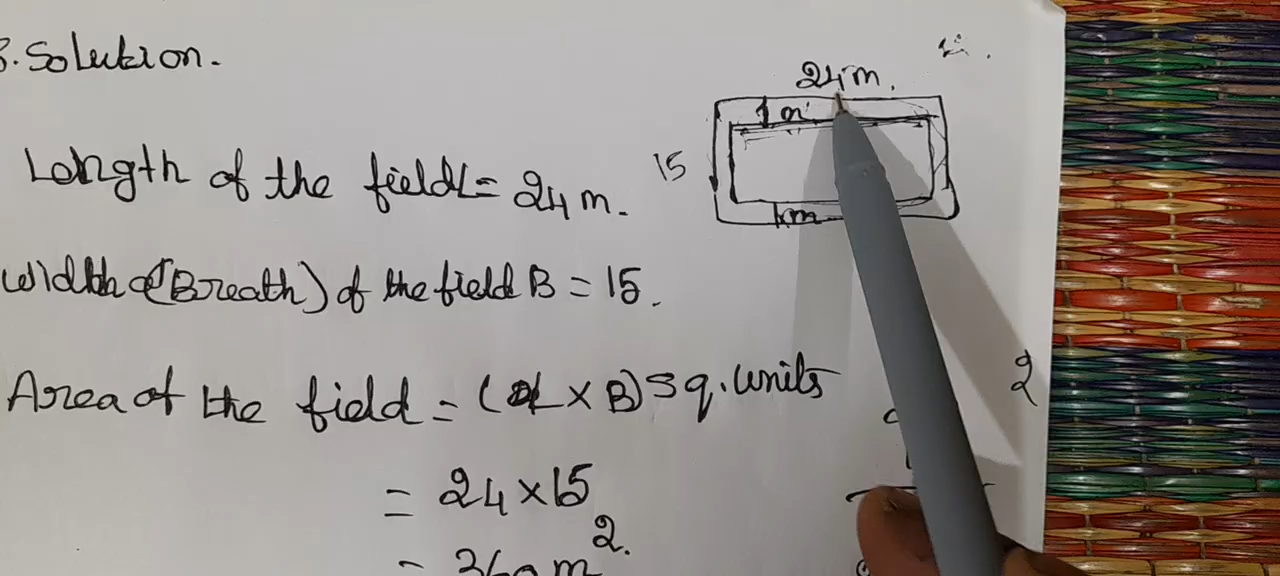 3. Solution.
24m.
1m
15
1m
Length of the field L = 24 m.
Width of (Breath) of the field B = 15.
Area of the field = (L × B) sq. units
2
= 24 × 15
= 360 m².